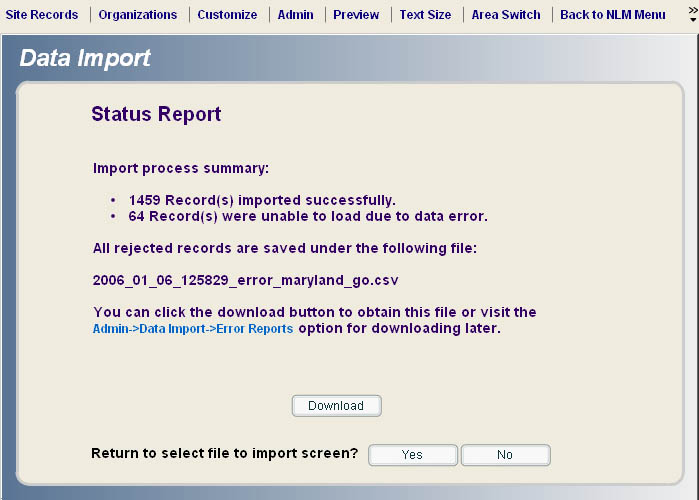 Site Records | Organizations | Customize | Admin | Preview | Text Size | Area Switch | Back to NLM Menu »
Data Import
Status Report
Import process summary:
• 1459 Record(s) imported successfully.
• 64 Record(s) were unable to load due to data error.
All rejected records are saved under the following file:
2006_01_06_125829_error_maryland_go.csv
You can click the download button to obtain this file or visit the
Admin->Data Import->Error Reports option for downloading later.
Download
Return to select file to import screen? Yes No